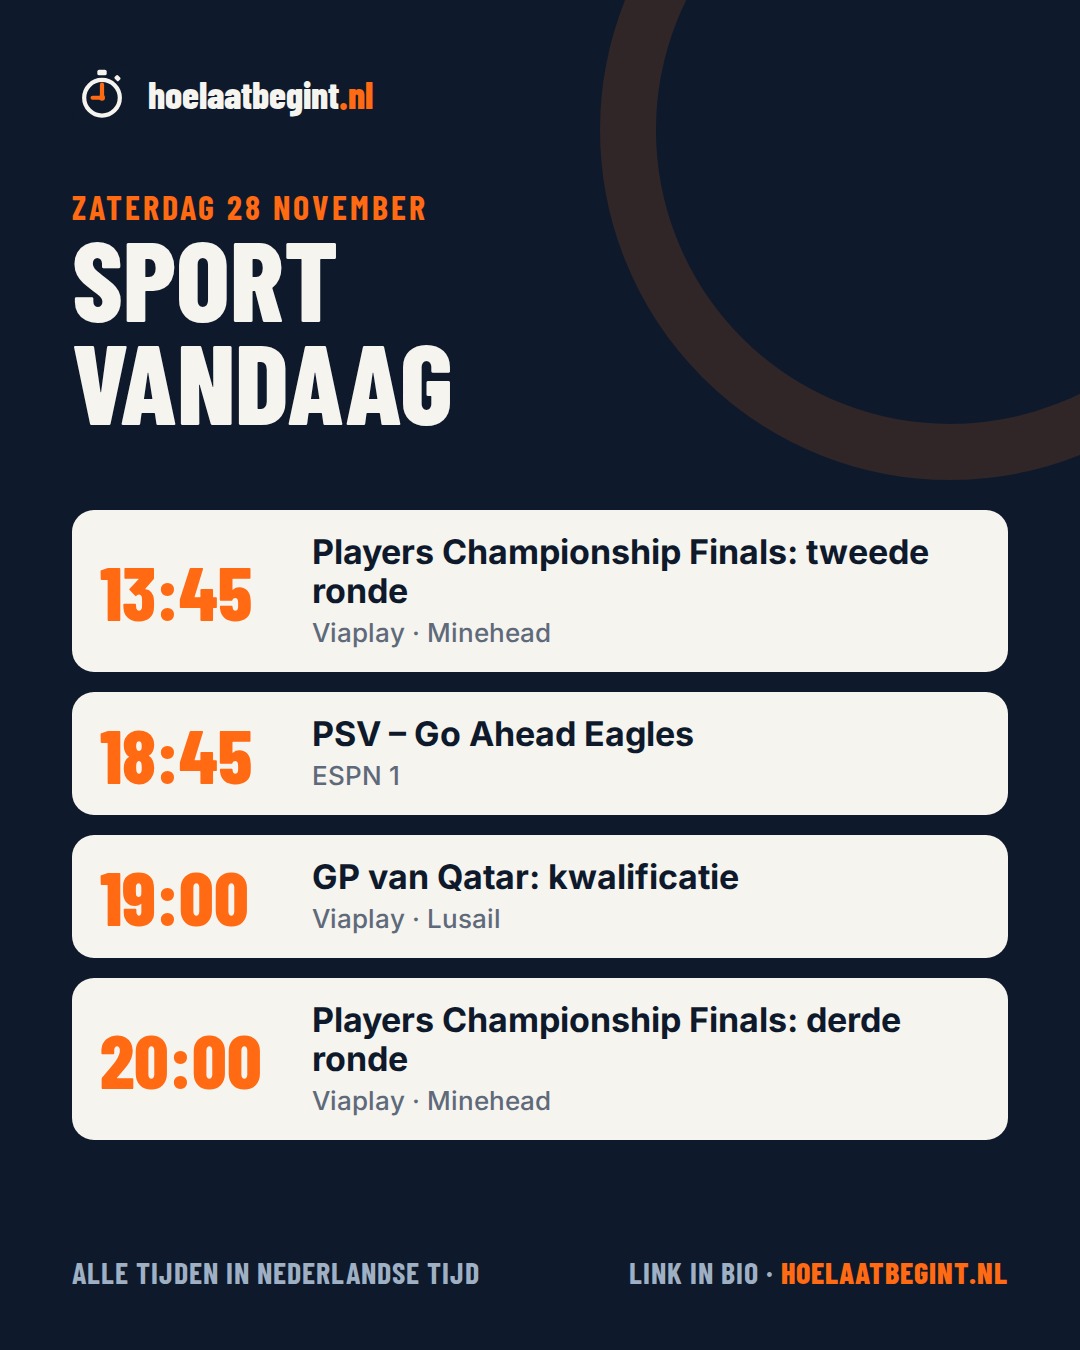 hoelaatbegint.nl
ZATERDAG 28 NOVEMBER
SPORT
VANDAAG
13:45
Players Championship Finals: tweede
ronde
Viaplay · Minehead
18:45
PSV – Go Ahead Eagles
ESPN 1
19:00
GP van Qatar: kwalificatie
Viaplay · Lusail
20:00
Players Championship Finals: derde
ronde
Viaplay · Minehead
ALLE TIJDEN IN NEDERLANDSE TIJD
LINK IN BIO · HOELAATBEGINT.NL